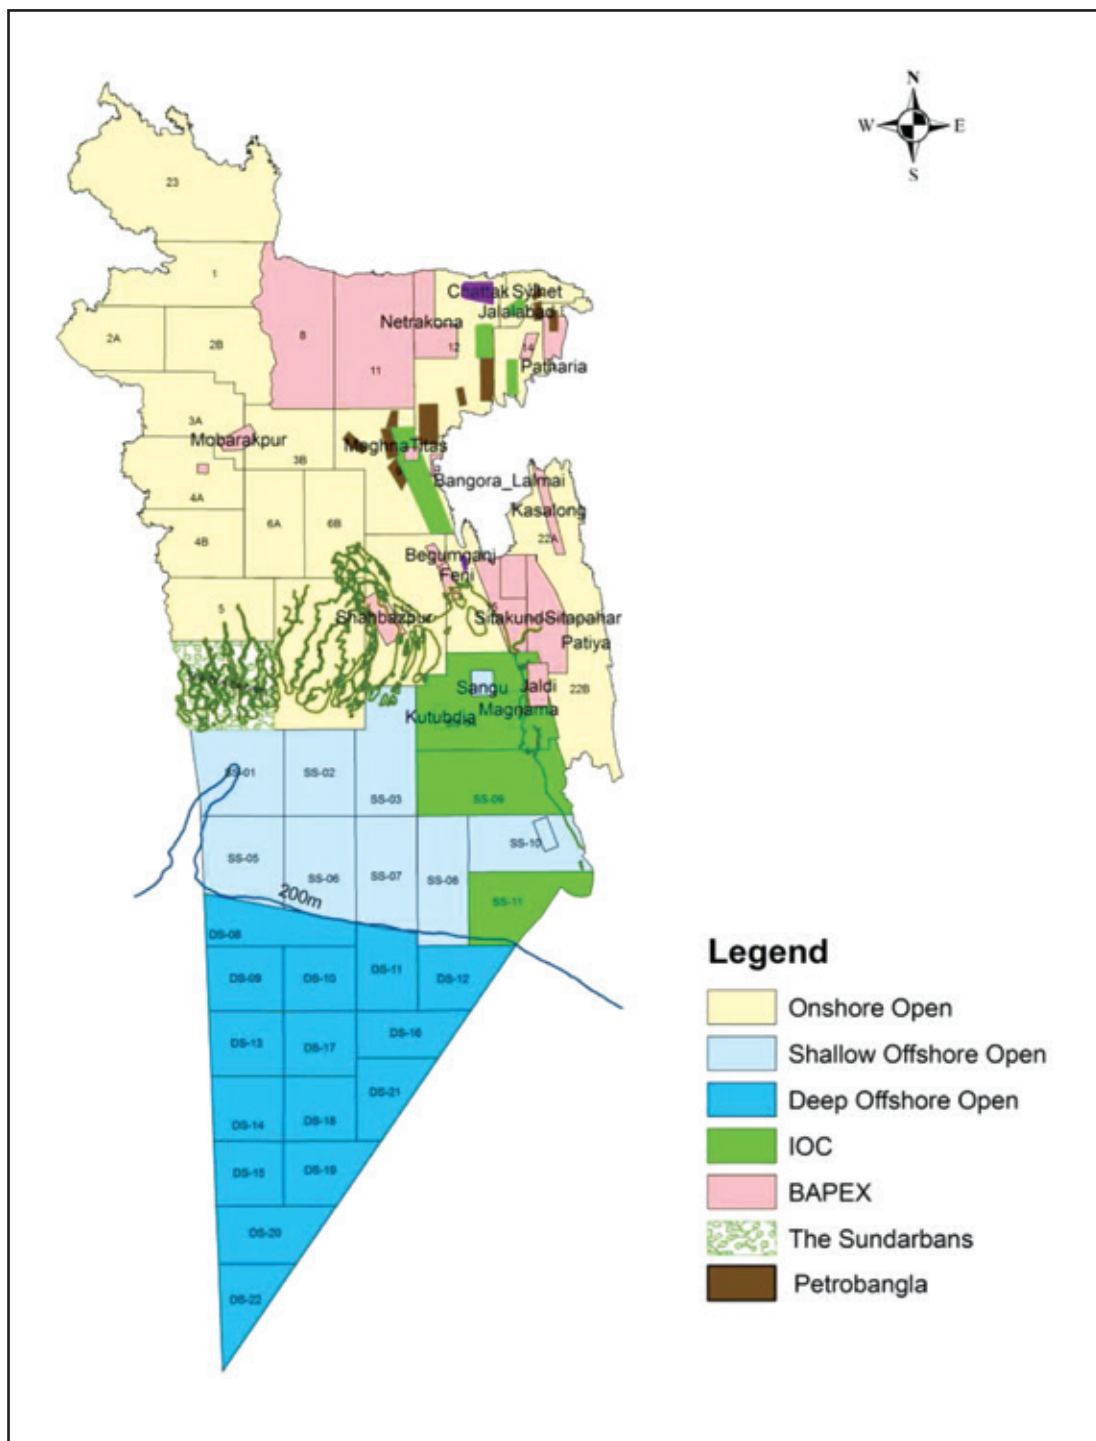 N
W E
S
23
1
Chattak Sylhet
Jalalabad
Netrakona
8
12
14
2A
2B
11
Patharia
3A
Mobarakpur
Meghna Titas
3B
Bangora_Lalmai
4A
Kasalong
6A
6B
4B
22A
Begumganj
Feni
5
Shahbazpur
SitakundSitapahar
Patiya
Sangu
Jaldi
22B
Kutubdia
Magnama
SS-01
SS-02
SS-03
SS-09
SS-10
SS-05
SS-06
SS-07
SS-08
200m
SS-11
DS-08
DS-09
DS-10
DS-11
DS-12
DS-13
DS-17
DS-16
DS-21
DS-14
DS-18
DS-15
DS-19
DS-20
DS-22
Legend
Onshore Open
Shallow Offshore Open
Deep Offshore Open
IOC
BAPEX
The Sundarbans
Petrobangla